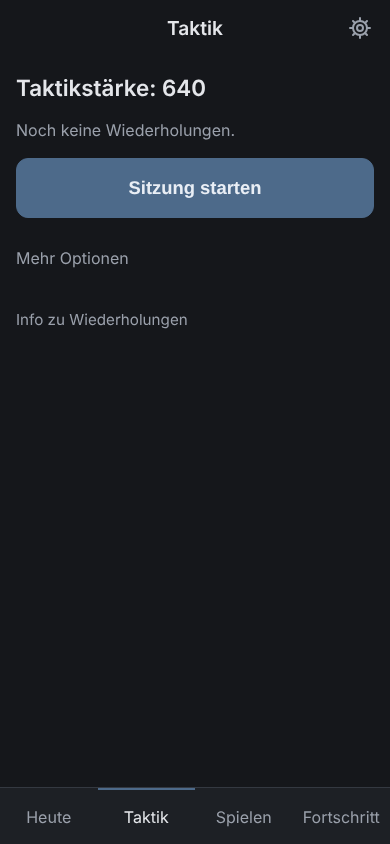 Taktik
Taktikstärke: 640
Noch keine Wiederholungen.
Sitzung starten
Mehr Optionen
Info zu Wiederholungen
Heute
Taktik
Spielen
Fortschritt